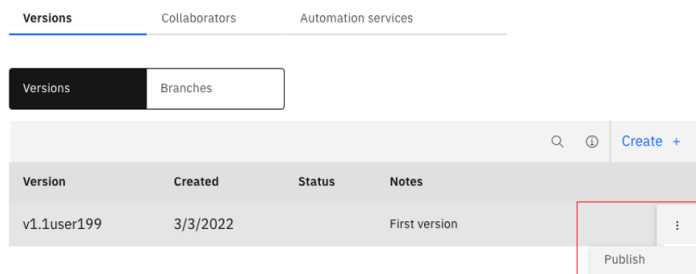 Versions Collaborators Automation services
Versions Branches
Create +
Version Created Status Notes
v1.1user199 3/3/2022 First version
Publish